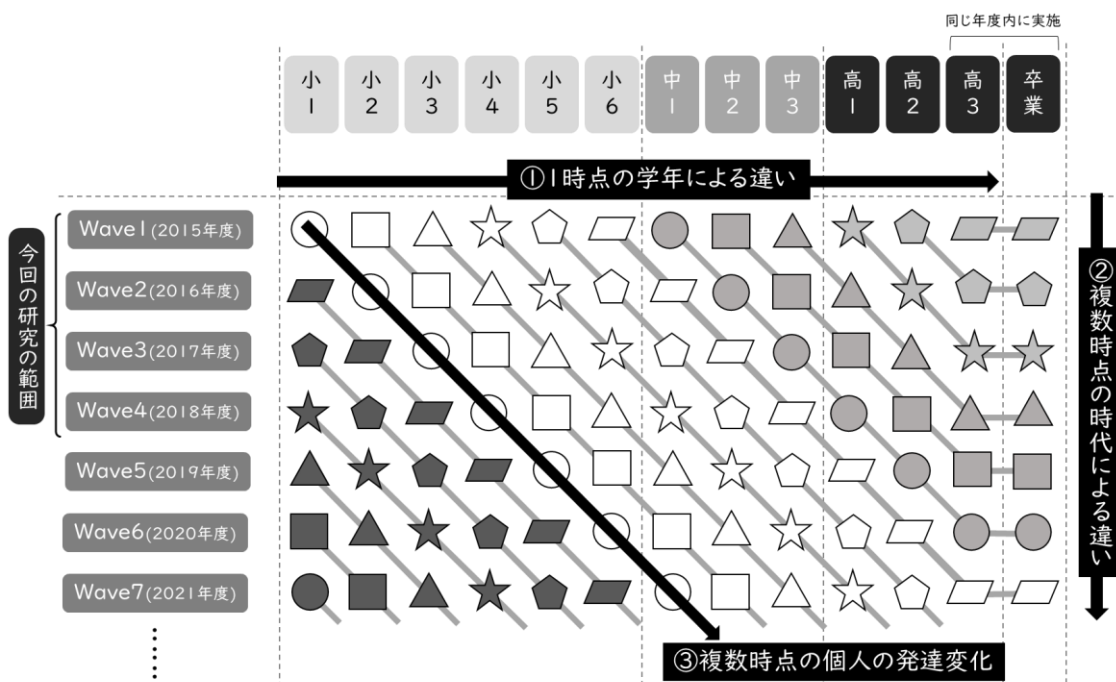 同じ年度内に実施
小1
小2
小3
小4
小5
小6
中1
中2
中3
高1
高2
高3
卒業
①1時点の学年による違い
今回の研究の範囲
Wave1(2015年度)
Wave2(2016年度)
Wave3(2017年度)
Wave4(2018年度)
Wave5(2019年度)
Wave6(2020年度)
Wave7(2021年度)
②複数時点の時代による違い
③複数時点の個人の発達変化